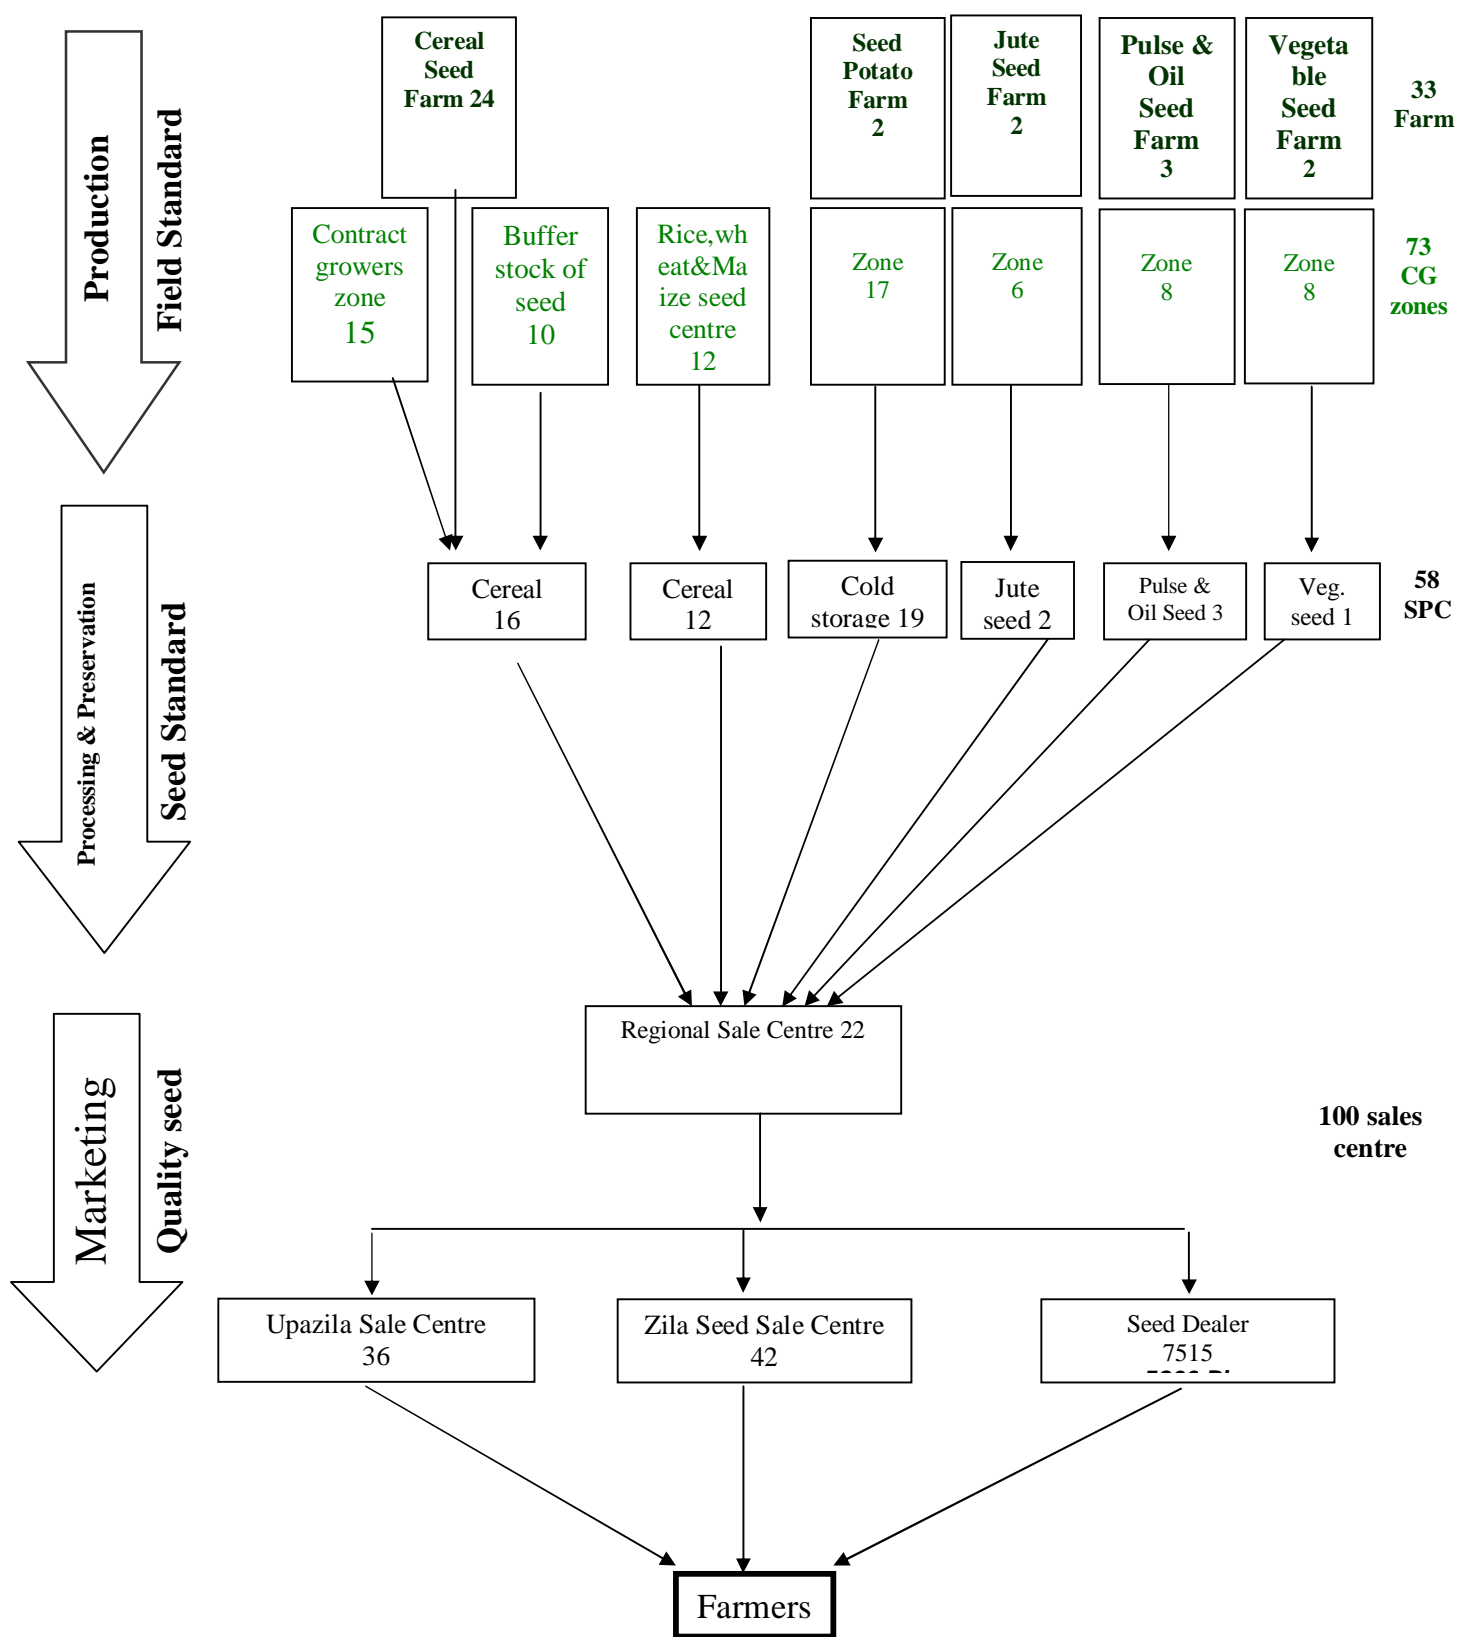 Production
Field Standard
Cereal
Seed
Farm 24
Seed
Potato
Farm
2
Jute
Seed
Farm
2
Pulse &
Oil
Seed
Farm
3
Vegeta
ble
Seed
Farm
2
33
Farm
Contract
growers
zone
15
Buffer
stock of
seed
10
Rice,wh
eat&Ma
ize seed
centre
12
Zone
17
Zone
6
Zone
8
Zone
8
73
CG
zones
Processing & Preservation
Seed Standard
Cereal
16
Cereal
12
Cold
storage 19
Jute
seed 2
Pulse &
Oil Seed 3
Veg.
seed 1
58
SPC
Marketing
Quality seed
Regional Sale Centre 22
100 sales
centre
Upazila Sale Centre
36
Zila Seed Sale Centre
42
Seed Dealer
7515
Farmers